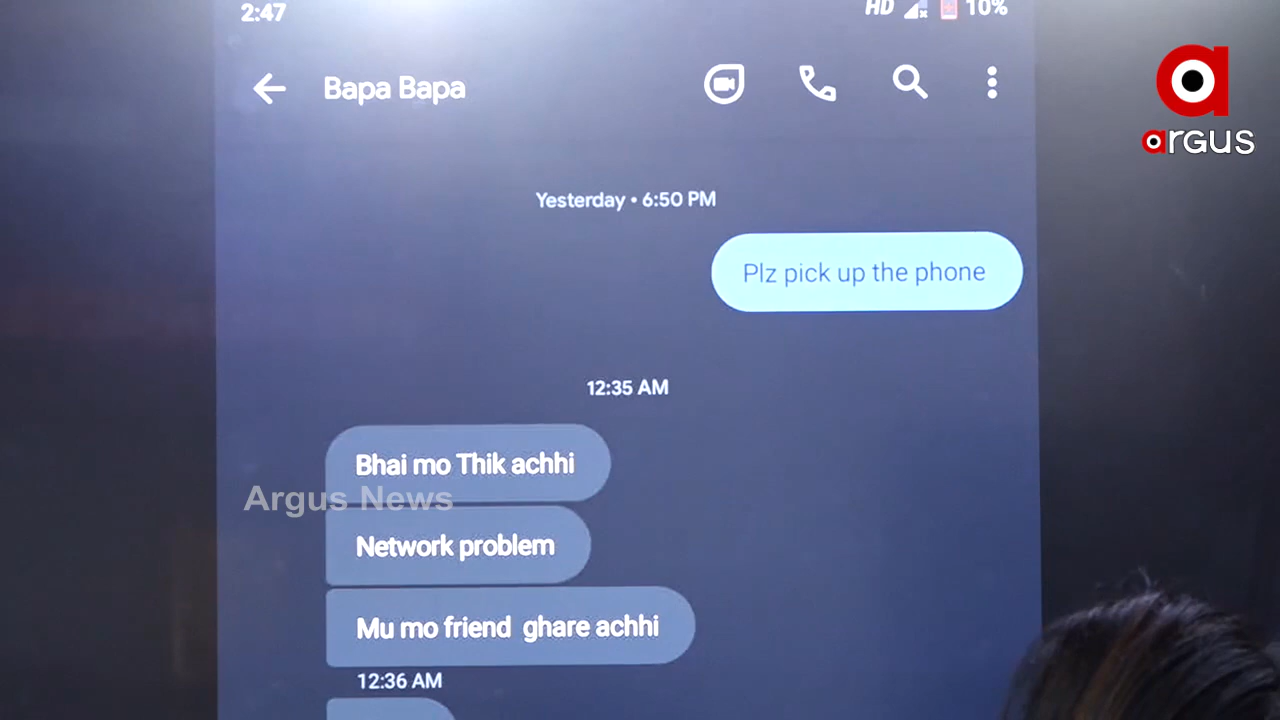 2:47
HD
10%
Bapa Bapa
argus
Yesterday • 6:50 PM
Plz pick up the phone
12:35 AM
Bhai mo Thik achhi
Argus News
Network problem
Mu mo friend ghare achhi
12:36 AM